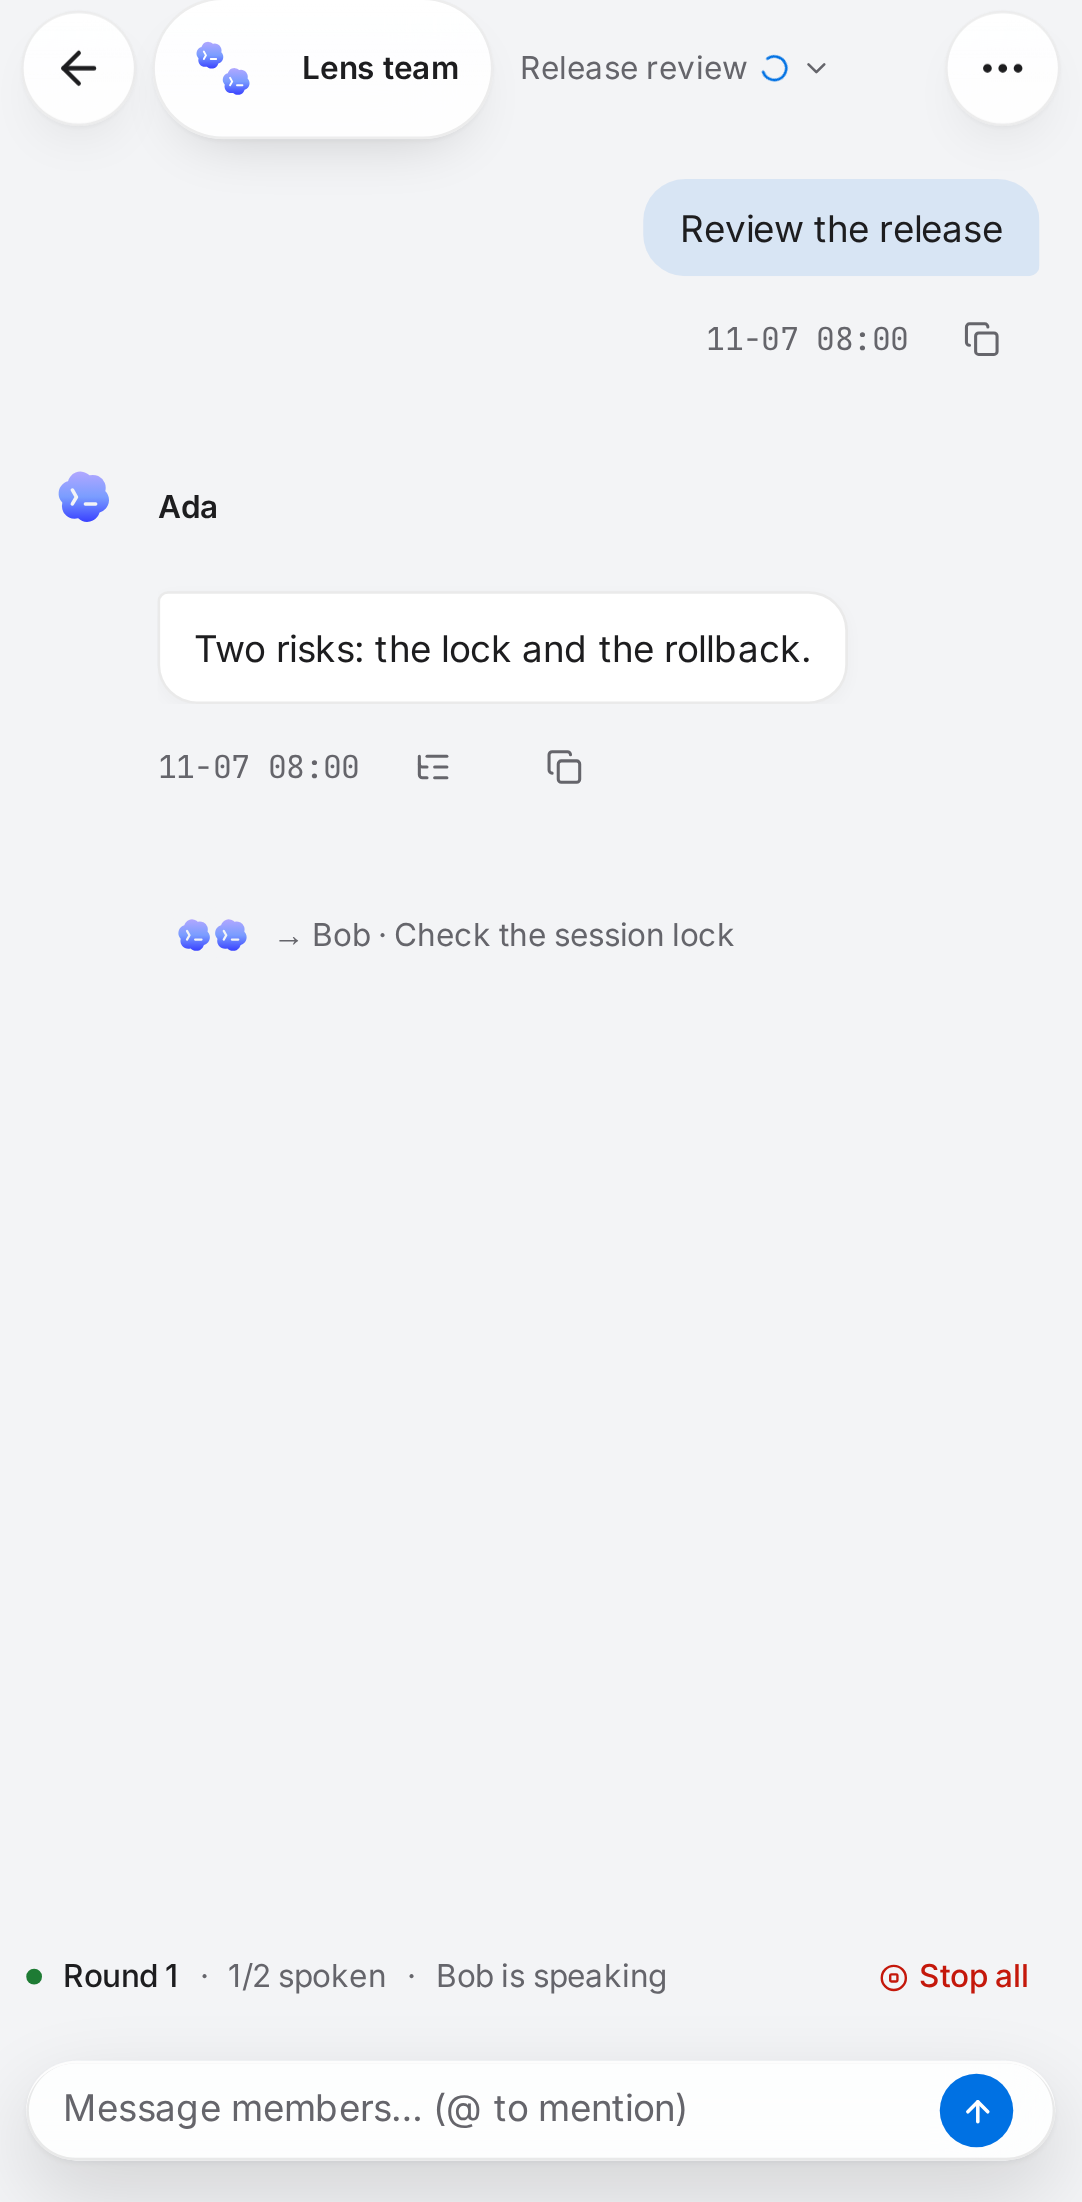 Lens team
Release review
Review the release
11-07 08:00
Ada
Two risks: the lock and the rollback.
11-07 08:00
→ Bob · Check the session lock
Round 1 · 1/2 spoken · Bob is speaking
Stop all
Message members... (@ to mention)